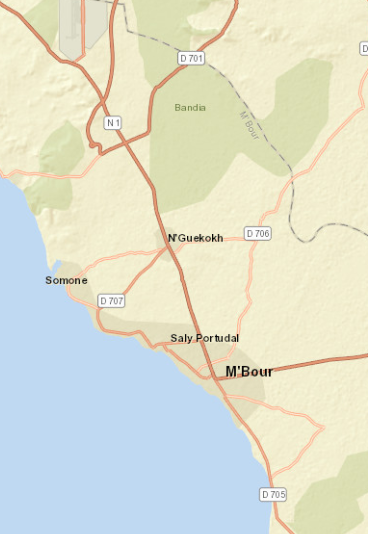 D 701
Bandia
N 1
M'Bour
D 706
N'Guekokh
Somone
D 707
Saly Portudal
M'Bour
D 705